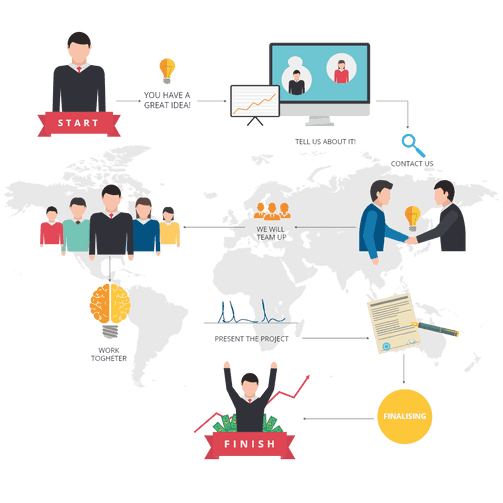 START
YOU HAVE A
GREAT IDEA!
TELL US ABOUT IT!
CONTACT US
WE WILL
TEAM UP
WORK
TOGHETER
PRESENT THE PROJECT
FINALISING
FINISH